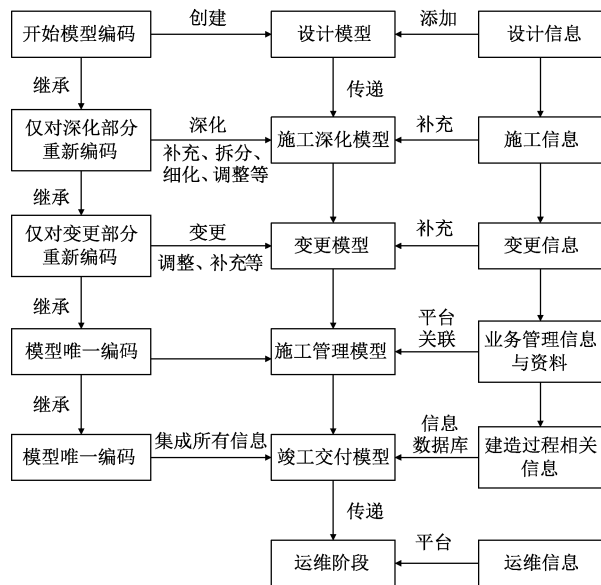 开始模型编码
创建
设计模型
添加
设计信息
继承
传递
仅对深化部分
重新编码
深化
补充、拆分、
细化、调整等
施工深化模型
补充
施工信息
继承
仅对变更部分
重新编码
变更
调整、补充等
变更模型
补充
变更信息
继承
平台
关联
模型唯一编码
施工管理模型
业务管理信息
与资料
继承
模型唯一编码
集成所有信息
竣工交付模型
信息
数据库
建造过程相关
信息
传递
运维阶段
平台
运维信息